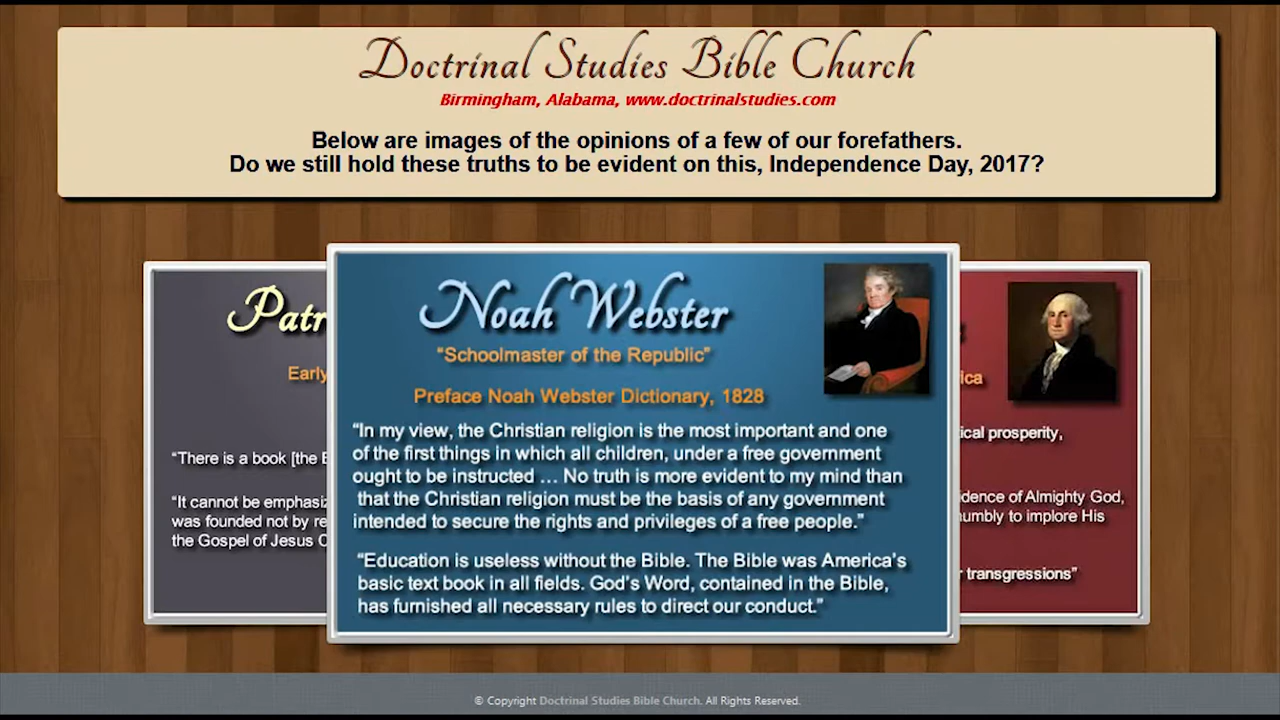 Doctrinal Studies Bible Church
Birmingham, Alabama, www.doctrinalstudies.com
Below are images of the opinions of a few of our forefathers.
Do we still hold these truths to be evident on this, Independence Day, 2017?
Patr
Early
“There is a book [the
“It cannot be
was founded not by
the Gospel of Jesus
Noah Webster
“Schoolmaster of the Republic”
Preface Noah Webster Dictionary, 1828
“In my view, the Christian religion is the most important and one
of the first things in which all children, under a free government
ought to be instructed … No truth is more evident to my mind than
that the Christian religion must be the basis of any government
intended to secure the rights and privileges of a free people.”
“Education is useless without the Bible. The Bible was America’s
basic text book in all fields. God’s Word, contained in the Bible,
has furnished all necessary rules to direct our conduct.”
ica
ical prosperity,
idence of Almighty God,
umbly to implore His
r transgressions”
© Copyright Doctrinal Studies Bible Church. All Rights Reserved.